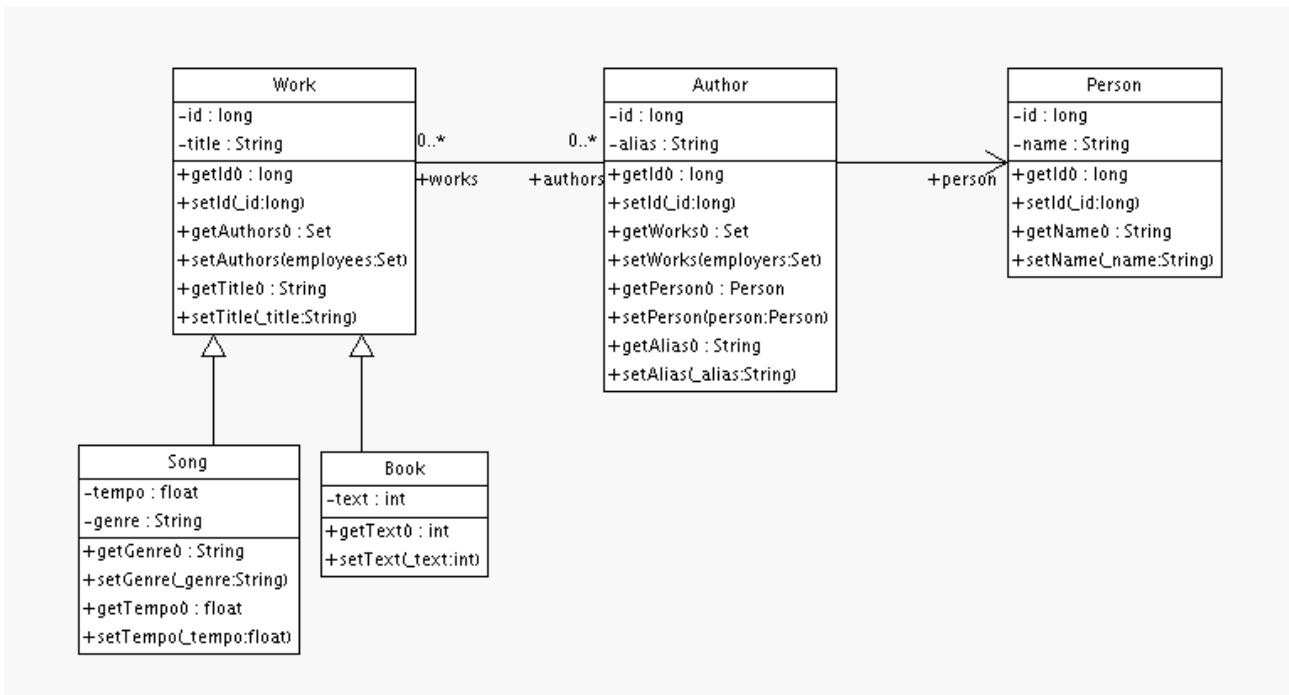 Work
-id : long
-title : String
+getId() : long
+setId(_id:long)
+getAuthors() : Set
+setAuthors(employees:Set)
+getTitle() : String
+setTitle(_title:String)
0..*
+works
0..*
+authors
Author
-id : long
-alias : String
+getId() : long
+setId(_id:long)
+getWorks() : Set
+setWorks(employers:Set)
+getPerson() : Person
+setPerson(person:Person)
+getAlias() : String
+setAlias(_alias:String)
+person
Person
-id : long
-name : String
+getId() : long
+setId(_id:long)
+getName() : String
+setName(_name:String)
Song
-tempo : float
-genre : String
+getGenre() : String
+setGenre(_genre:String)
+getTempo() : float
+setTempo(_tempo:float)
Book
-text : int
+getText() : int
+setText(_text:int)